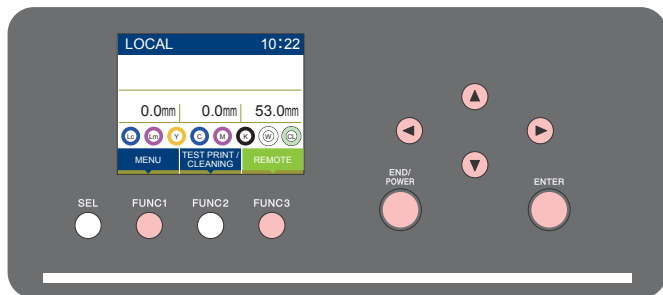 LOCAL 10:22
0.0mm 0.0mm 53.0mm
Lc Lm Y C M K W CL
MENU TEST PRINT / CLEANING REMOTE
END/
POWER
ENTER
SEL FUNC1 FUNC2 FUNC3